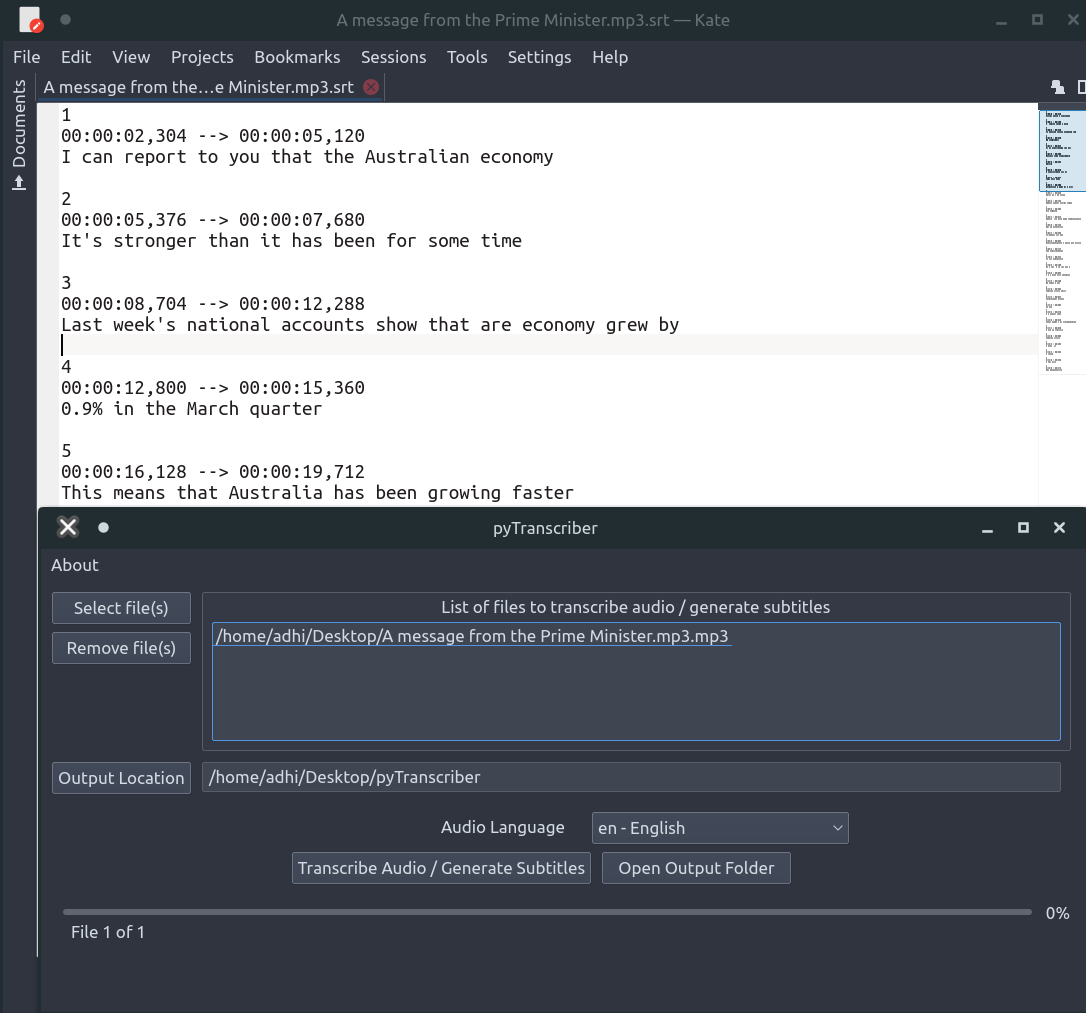 A message from the Prime Minister.mp3.srt — Kate
File Edit View Projects Bookmarks Sessions Tools Settings Help
A message from the...e Minister.mp3.srt
Documents
1
00:00:02,304 --> 00:00:05,120
I can report to you that the Australian economy
2
00:00:05,376 --> 00:00:07,680
It's stronger than it has been for some time
3
00:00:08,704 --> 00:00:12,288
Last week's national accounts show that are economy grew by
4
00:00:12,800 --> 00:00:15,360
0.9% in the March quarter
5
00:00:16,128 --> 00:00:19,712
This means that Australia has been growing faster
pyTranscriber
About
Select file(s)
List of files to transcribe audio / generate subtitles
/home/adhi/Desktop/A message from the Prime Minister.mp3.mp3
Remove file(s)
Output Location /home/adhi/Desktop/pyTranscriber
Audio Language en - English
Transcribe Audio / Generate Subtitles Open Output Folder
0%
File 1 of 1